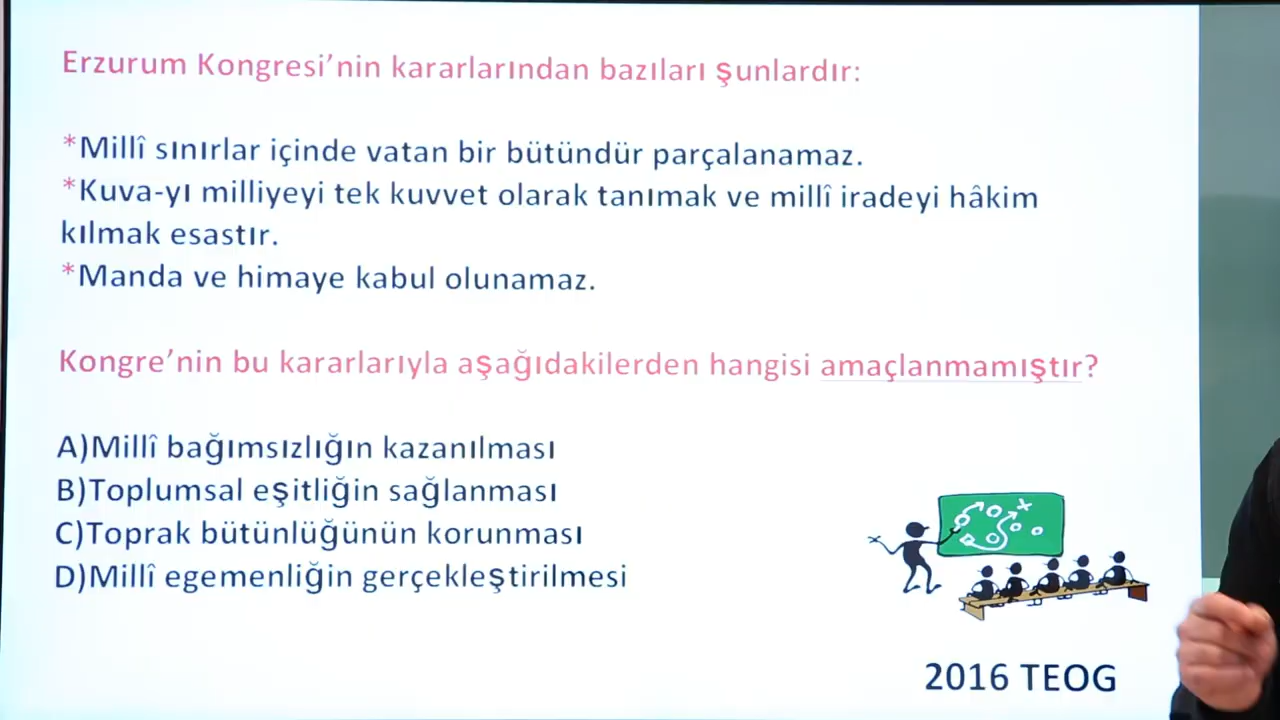 Erzurum Kongresi’nin kararlarından bazıları şunlardır:
*Millî sınırlar içinde vatan bir bütündür parçalanamaz.
*Kuva-yı milliyeyi tek kuvvet olarak tanımak ve millî iradeyi hâkim
kılmak esastır.
*Manda ve himaye kabul olunamaz.
Kongre’nin bu kararlarıyla aşağıdakilerden hangisi amaçlanmamıştır?
A)Millî bağımsızlığın kazanılması
B)Toplumsal eşitliğin sağlanması
C)Toprak bütünlüğünün korunması
D)Millî egemenliğin gerçekleştirilmesi
2016 TEOG